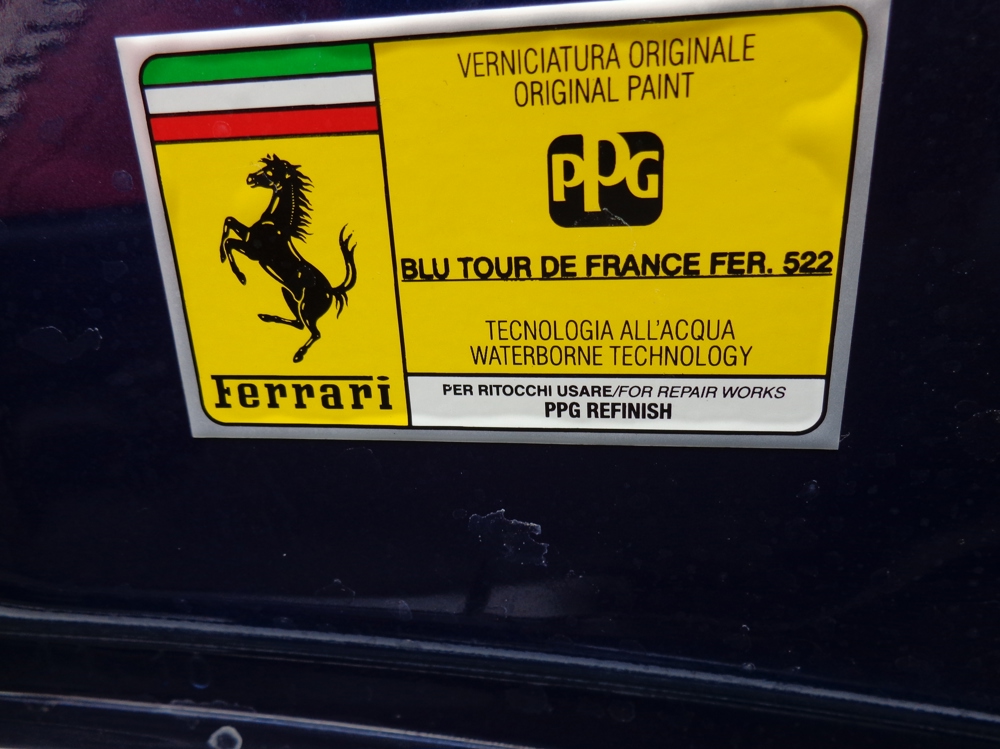 VERNICIATURA ORIGINALE
ORIGINAL PAINT
PPG
BLU TOUR DE FRANCE FER. 522
TECNOLOGIA ALL'ACQUA
WATERBORNE TECHNOLOGY
PER RITOCCHI USARE/FOR REPAIR WORKS
PPG REFINISH
Ferrari